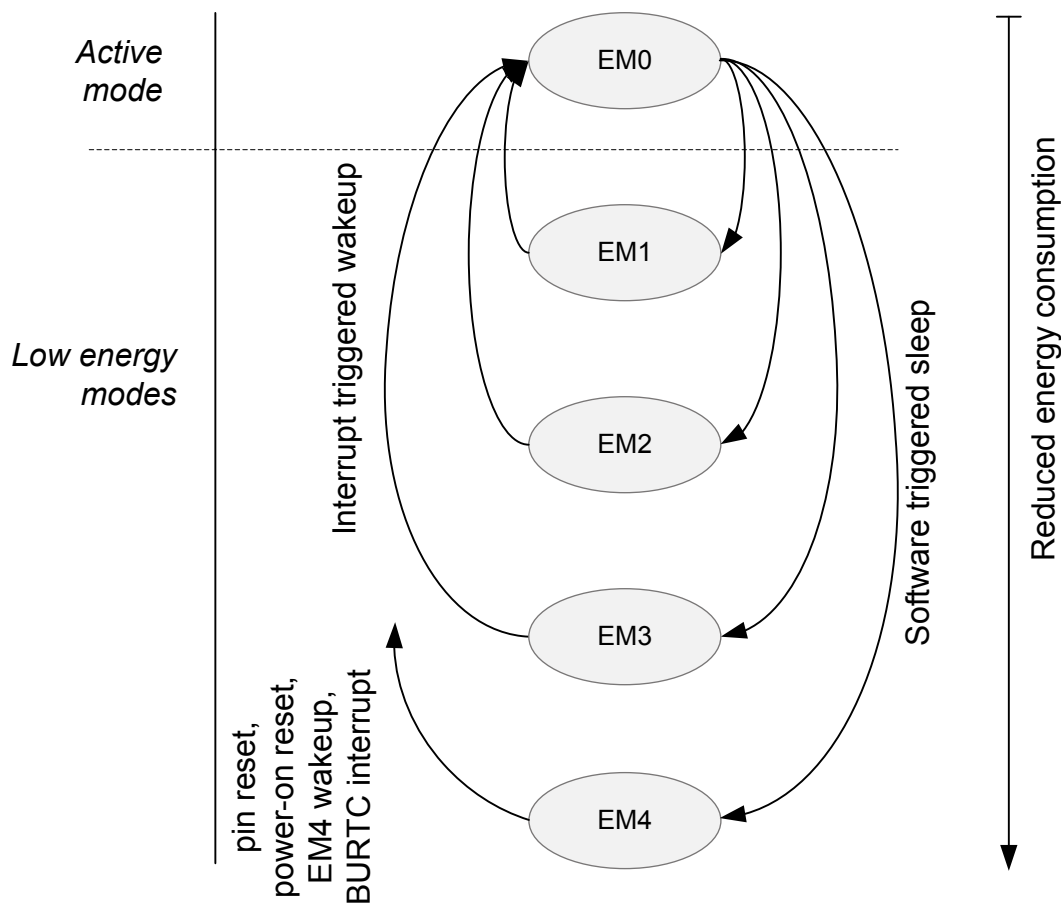 Active
mode
EM0
EM1
Low energy
modes
EM2
EM3
EM4
Interrupt triggered wakeup
pin reset,
power-on reset,
EM4 wakeup,
BURTC interrupt
Software triggered sleep
Reduced energy consumption